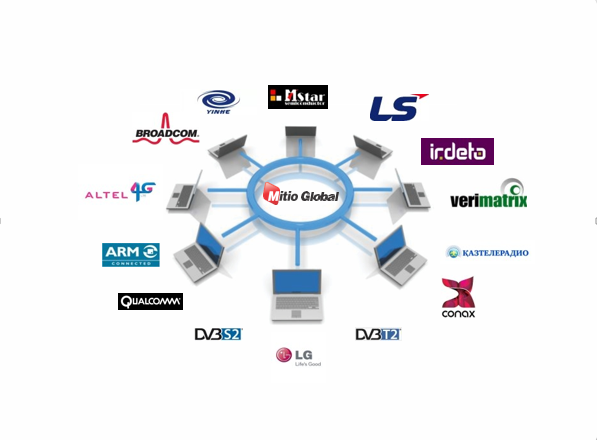 MStar
semiconductor
YINHE
LS
BROADCOM.
irdeto
Mitio Global
ALTEL 4G
verimatrix
ARM
CONNECTED
КАЗТЕЛЕРАДИО
QUALCOMM
conax
DVB S2
DVB T2
LG
Life's Good